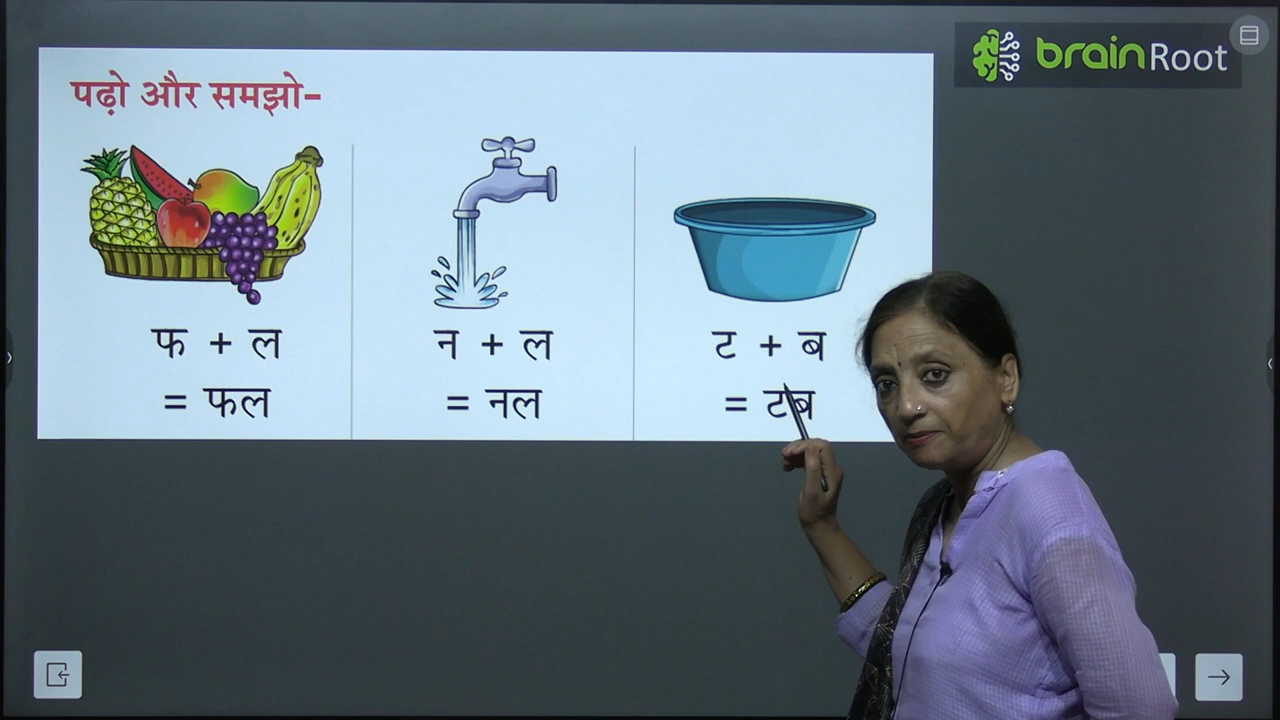 brainRoot
पढ़ो और समझो-
फ + ल
= फल
न + ल
= नल
ट + ब
= टब